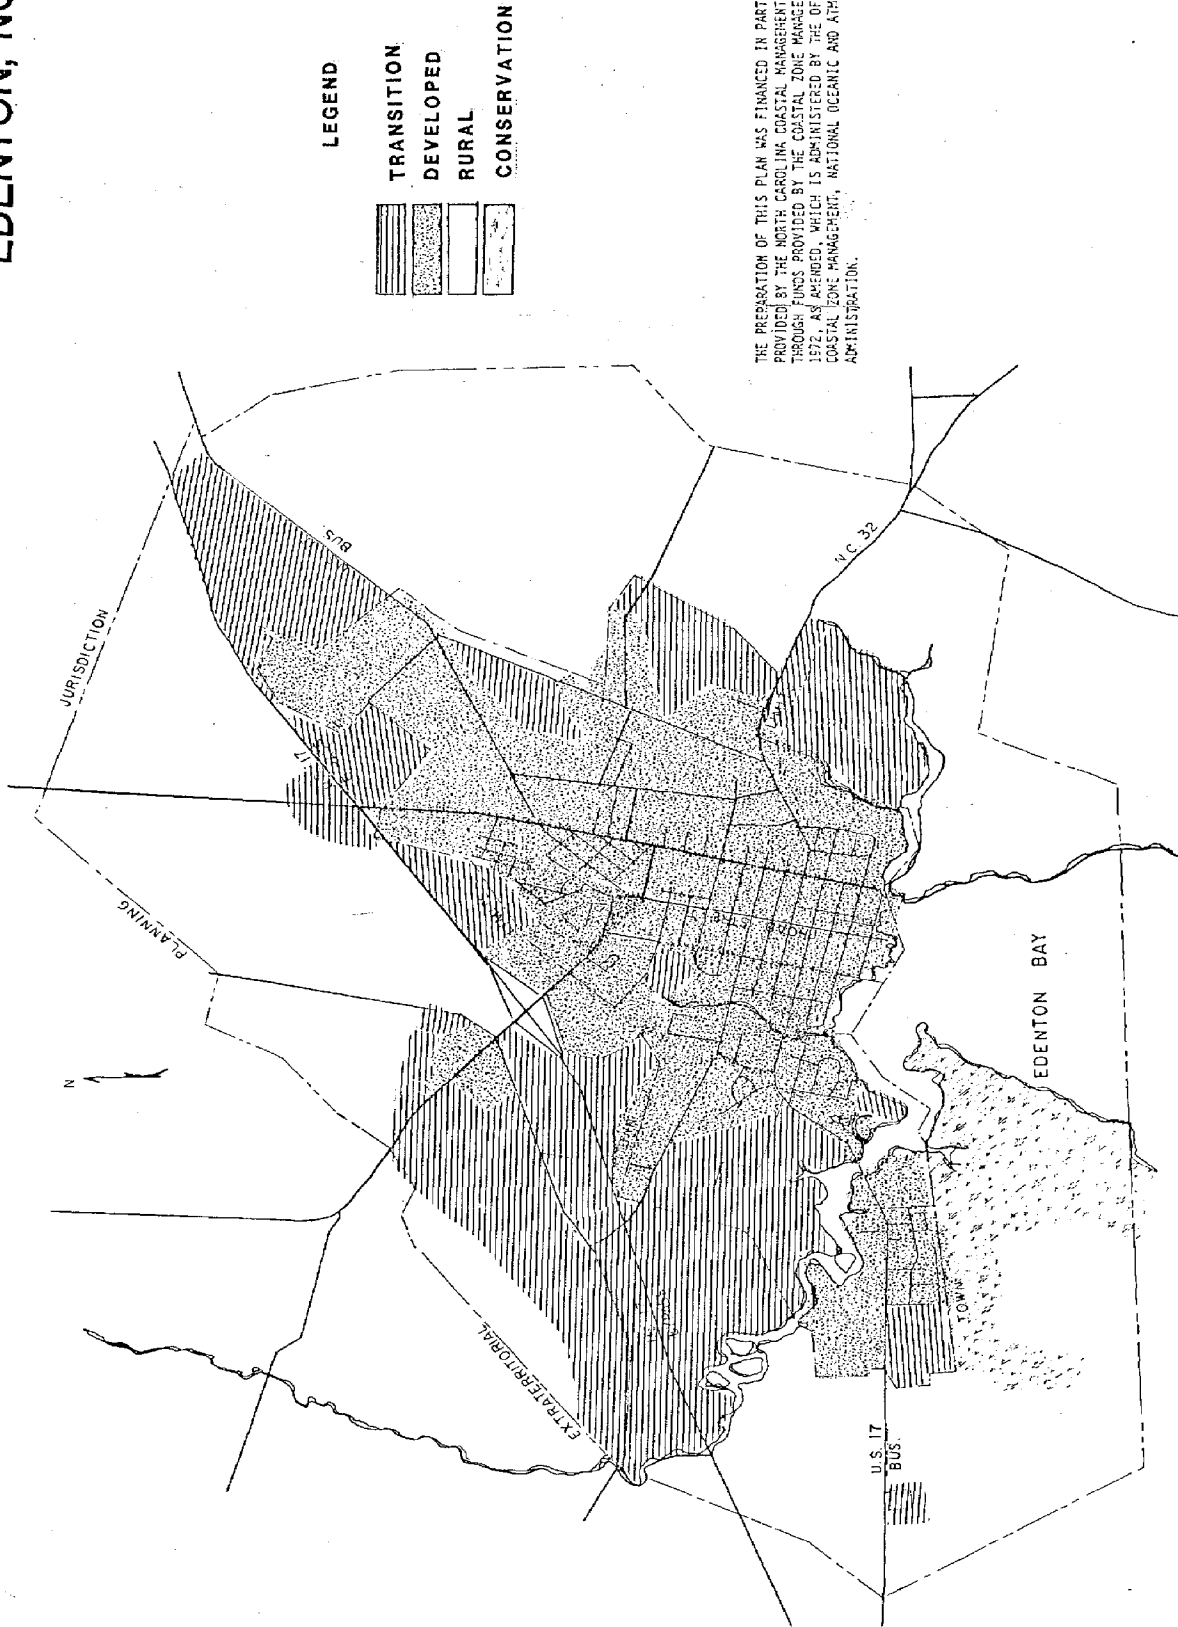 EDENTON, NC
LEGEND
TRANSITION
DEVELOPED
RURAL
CONSERVATION
THE PREPARATION OF THIS PLAN WAS FINANCED IN PART
PROVIDED BY THE NORTH CAROLINA COASTAL MANAGEMENT
THROUGH FUNDS PROVIDED BY THE COASTAL ZONE MANAGE
1972, AS AMENDED, WHICH IS ADMINISTERED BY THE OF
COASTAL ZONE MANAGEMENT, NATIONAL OCEANIC AND ATM
ADMINISTRATION.
JURISDICTION
PLANNING
EXTRATERRITORIAL
N
17
BUS.
N.C. 32
BROAD
EDENTON BAY
TOWN
U.S. 17
BUS.